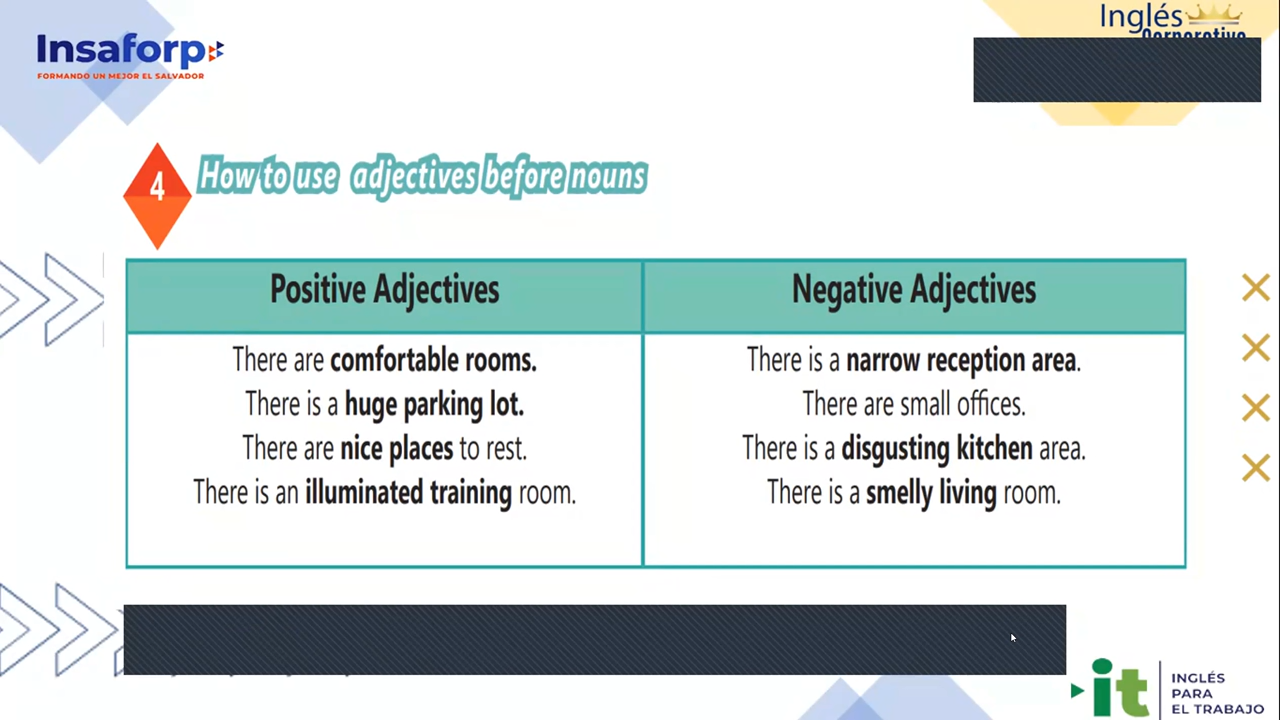 Insaforp
FORMANDO UN MEJOR EL SALVADOR
Inglés
Corporativo
4
How to use adjectives before nouns
Positive Adjectives
Negative Adjectives
There are comfortable rooms.
There is a huge parking lot.
There are nice places to rest.
There is an illuminated training room.
There is a narrow reception area.
There are small offices.
There is a disgusting kitchen area.
There is a smelly living room.
it
INGLÉS
PARA
EL TRABAJO